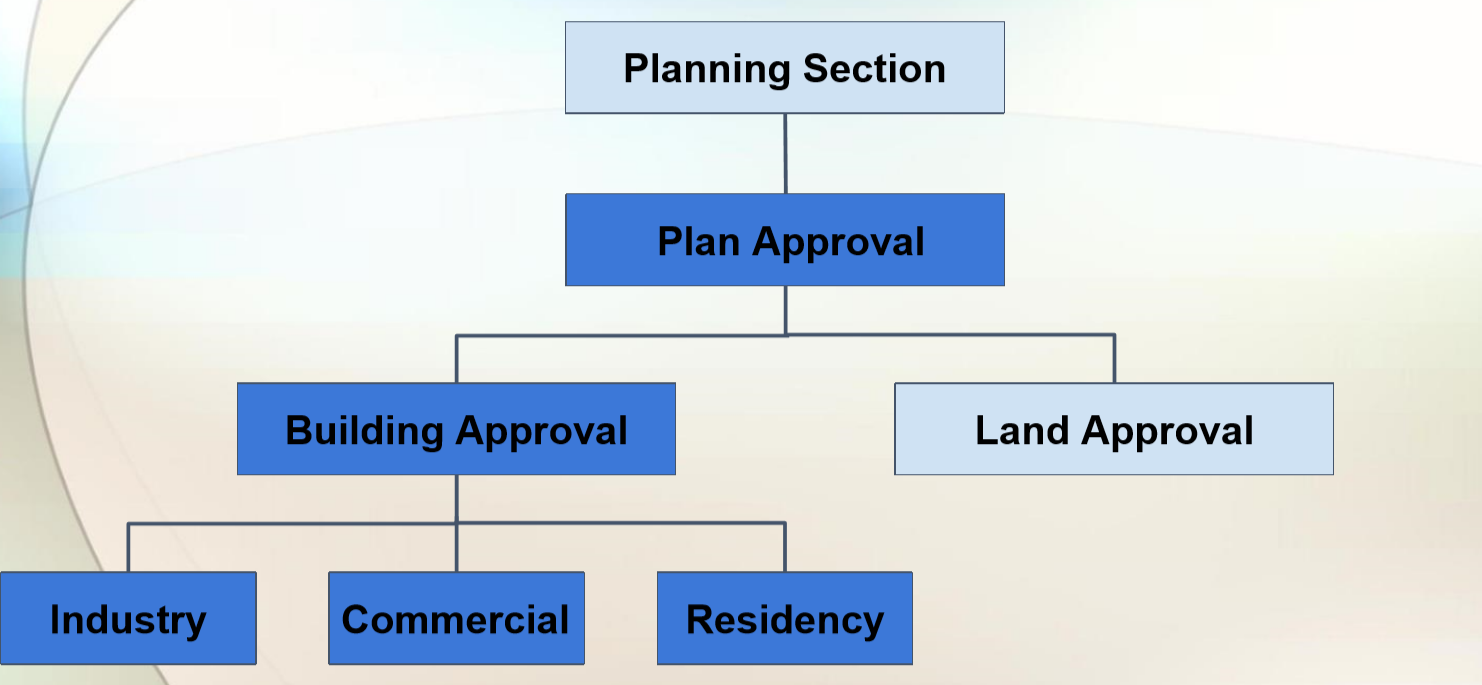 Planning Section
Plan Approval
Building Approval
Land Approval
Industry
Commercial
Residency